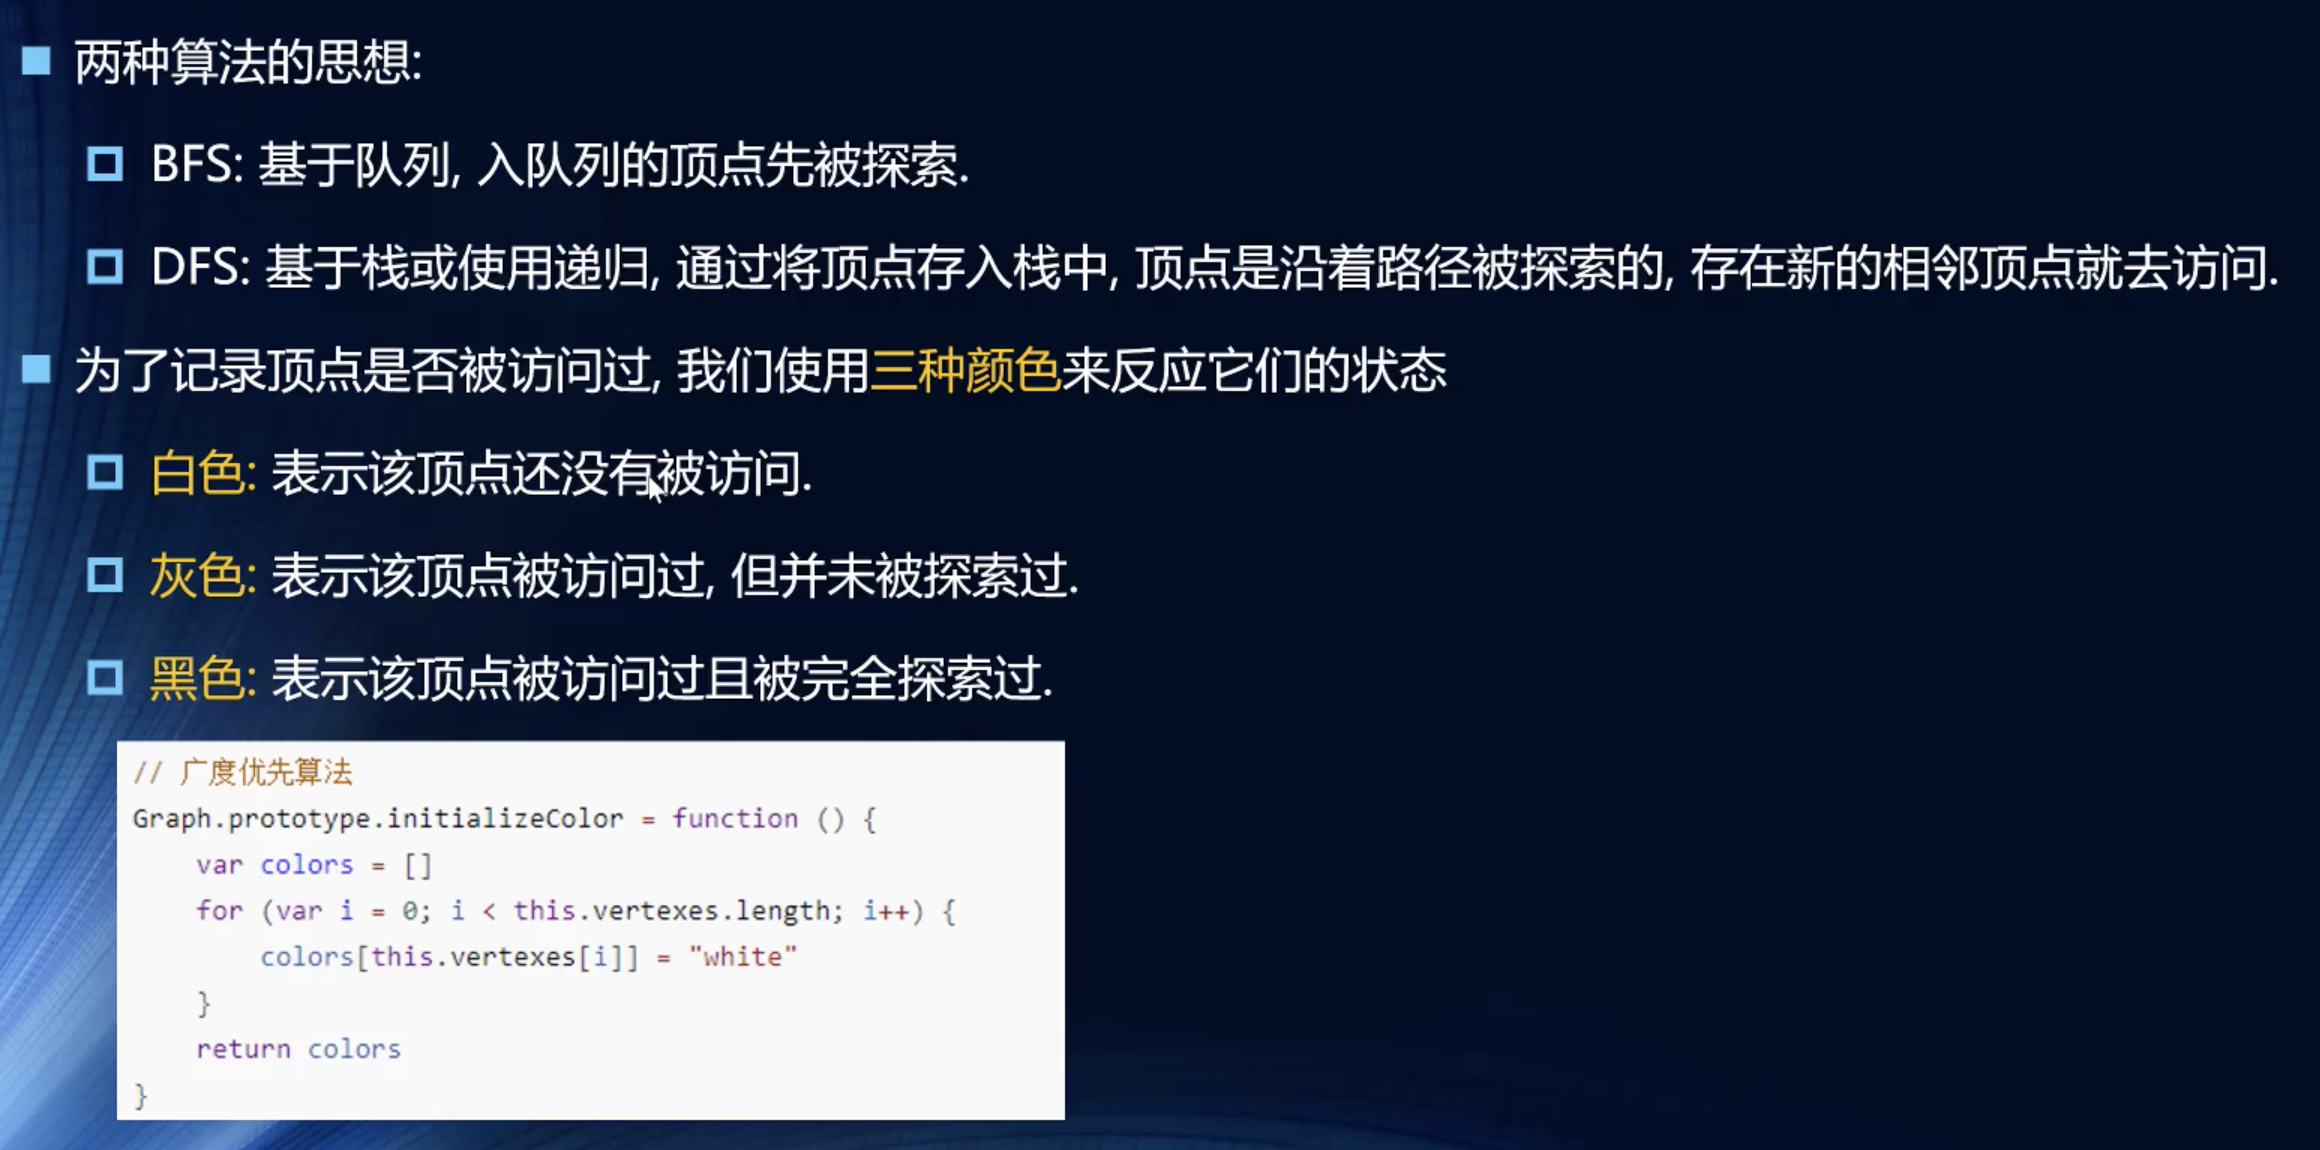 两种算法的思想:
BFS: 基于队列, 入队列的顶点先被探索.
DFS: 基于栈或使用递归, 通过将顶点存入栈中, 顶点是沿着路径被探索的, 存在新的相邻顶点就去访问.
为了记录顶点是否被访问过, 我们使用三种颜色来反应它们的状态
白色: 表示该顶点还没有被访问.
灰色: 表示该顶点被访问过, 但并未被探索过.
黑色: 表示该顶点被访问过且被完全探索过.
// 广度优先算法
Graph.prototype.initializeColor = function () {
    var colors = []
    for (var i = 0; i < this.vertexes.length; i++) {
        colors[this.vertexes[i]] = "white"
    }
    return colors
}